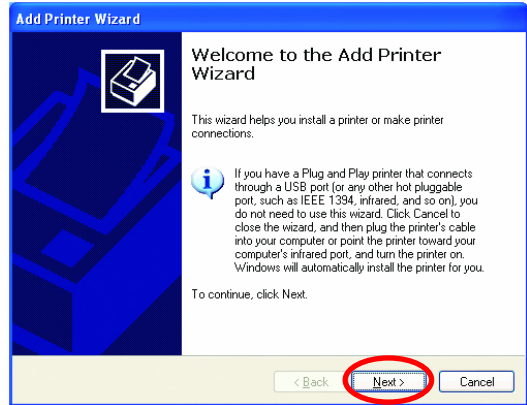 Add Printer Wizard
Welcome to the Add Printer
Wizard
This wizard helps you install a printer or make printer
connections.
If you have a Plug and Play printer that connects
through a USB port (or any other hot pluggable
port, such as IEEE 1394, infrared, and so on), you
do not need to use this wizard. Click Cancel to
close the wizard, and then plug the printer's cable
into your computer or point the printer toward your
computer's infrared port, and turn the printer on.
Windows will automatically install the printer for you.
To continue, click Next.
< Back Next > Cancel